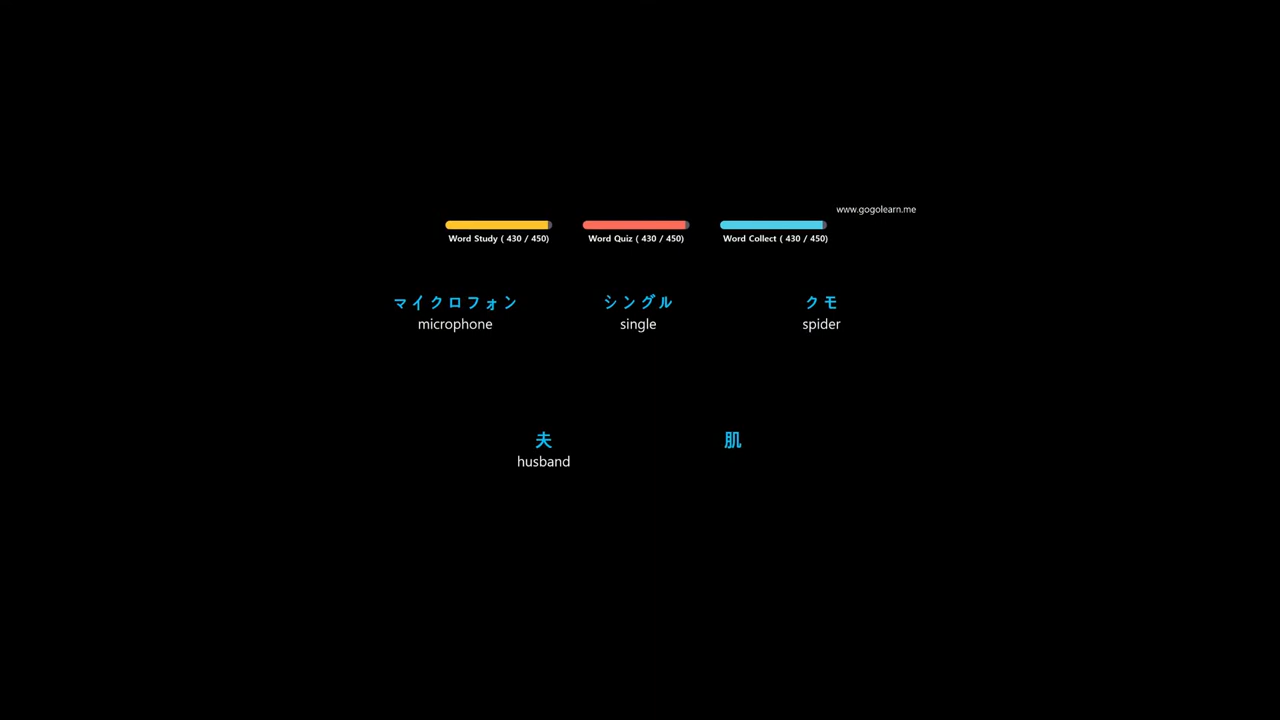 www.gogolearn.me
Word Study ( 430 / 450)
Word Quiz ( 430 / 450)
Word Collect ( 430 / 450)
マイクロフォン
microphone
シングル
single
クモ
spider
夫
husband
肌